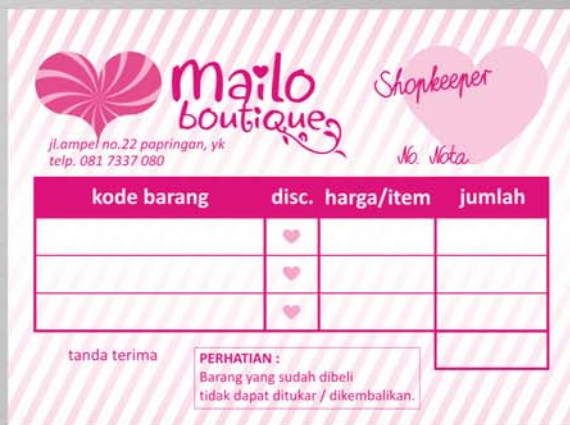 Mailo
boutique
jl.ampel no.22 papringan, yk
telp. 081 7337 080
Shopkeeper
No. Nota
kode barang disc. harga/item jumlah
tanda terima
PERHATIAN :
Barang yang sudah dibeli
tidak dapat ditukar / dikembalikan.